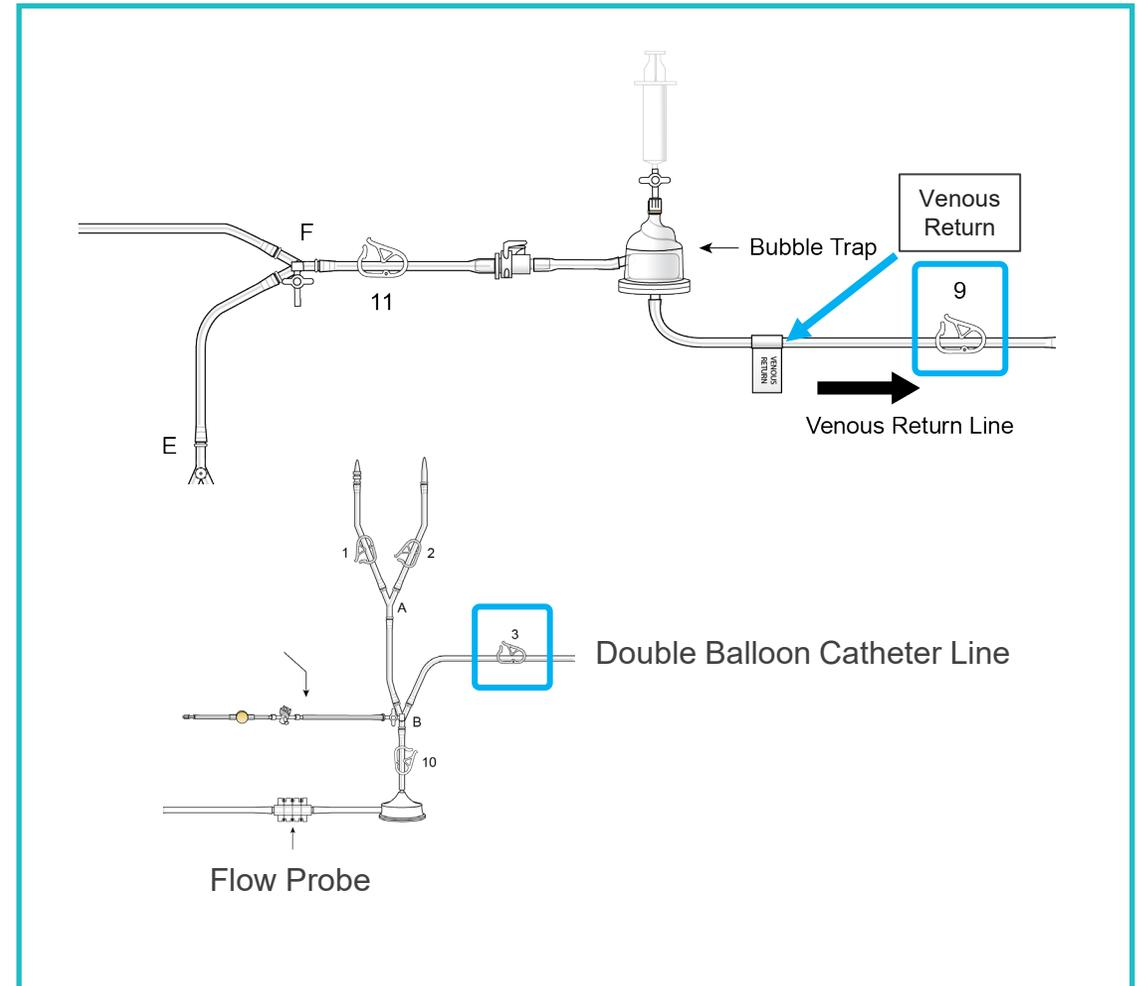 Venous
Return
F
Bubble Trap
9
11
VENOUS
RETURN
Venous Return Line
E
1
2
A
3
Double Balloon Catheter Line
B
10
Flow Probe